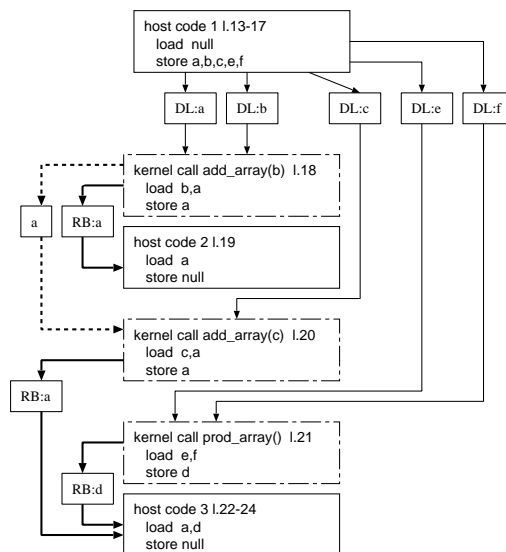 host code 1 l.13-17
load null
store a,b,c,e,f
DL:a
DL:b
DL:c
DL:e
DL:f
kernel call add_array(b) l.18
load b,a
store a
a
RB:a
host code 2 l.19
load a
store null
kernel call add_array(c) l.20
load c,a
store a
RB:a
kernel call prod_array() l.21
load e,f
store d
RB:d
host code 3 l.22-24
load a,d
store null